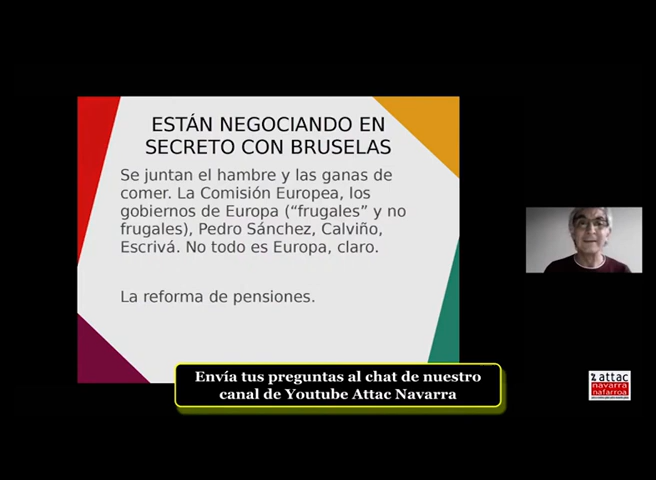 ESTÁN NEGOCIANDO EN
SECRETO CON BRUSELAS
Se juntan el hambre y las ganas de
comer. La Comisión Europea, los
gobiernos de Europa (“frugales” y no
frugales), Pedro Sánchez, Calviño,
Escrivá. No todo es Europa, claro.
La reforma de pensiones.
Envía tus preguntas al chat de nuestro
canal de Youtube Attac Navarra
attac
navarra
nafarroa